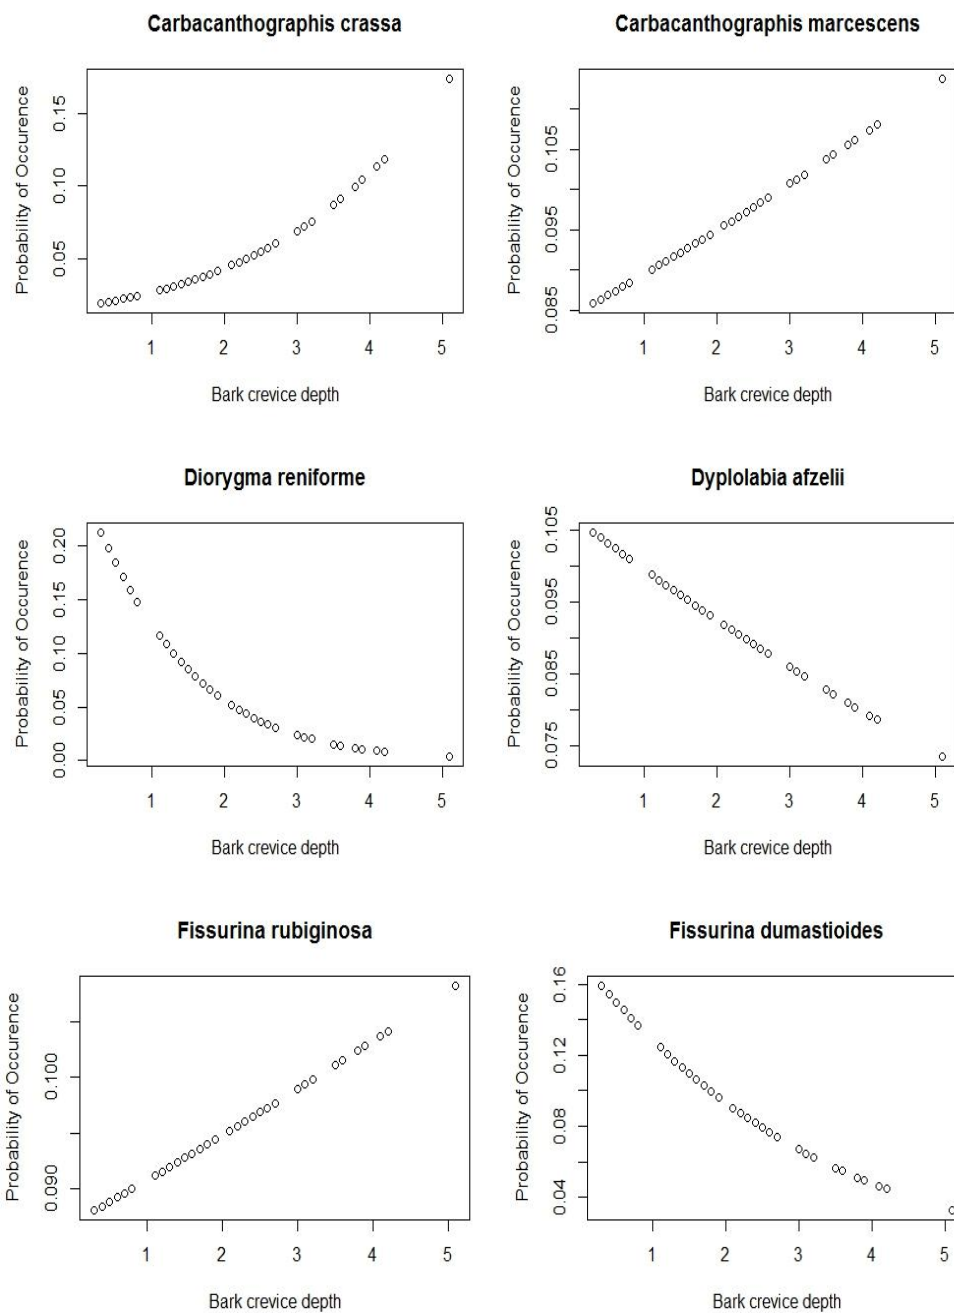 Carbacanthographis crassa
Probability of Occurence
0.05 0.10 0.15
1 2 3 4 5
Bark crevice depth
Carbacanthographis marcescens
Probability of Occurence
0.085 0.095 0.105
1 2 3 4 5
Bark crevice depth
Diorygma reniforme
Probability of Occurence
0.00 0.05 0.10 0.15 0.20
1 2 3 4 5
Bark crevice depth
Dyplolabia afzelii
Probability of Occurence
0.075 0.085 0.095 0.105
1 2 3 4 5
Bark crevice depth
Fissurina rubiginosa
Probability of Occurence
0.090 0.100
1 2 3 4 5
Bark crevice depth
Fissurina dumastioides
Probability of Occurence
0.04 0.08 0.12 0.16
1 2 3 4 5
Bark crevice depth